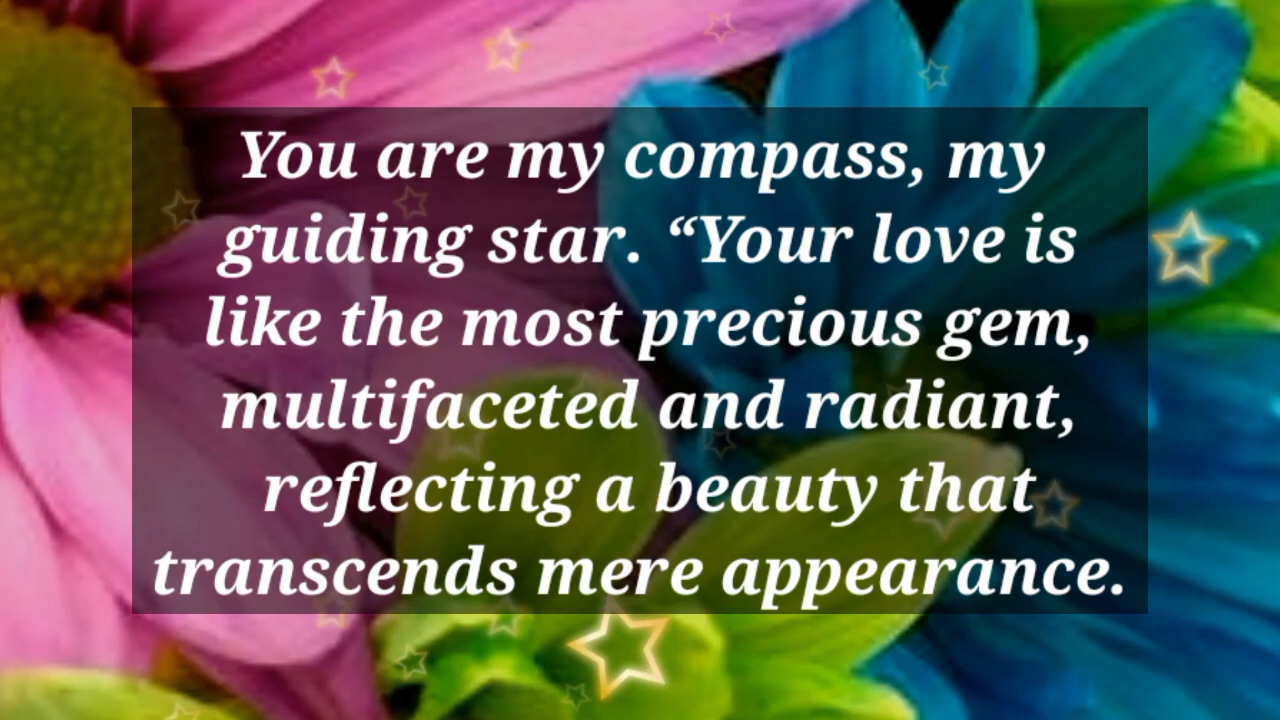 You are my compass, my
guiding star. “Your love is
like the most precious gem,
multifaceted and radiant,
reflecting a beauty that
transcends mere appearance.